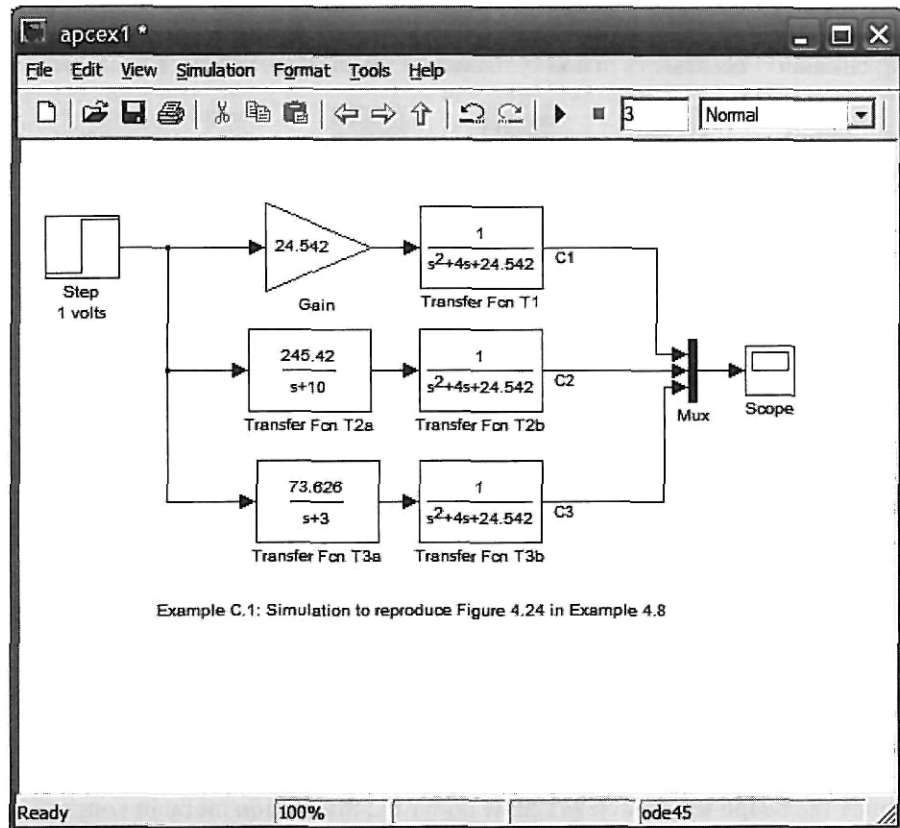 apcex1 *
File Edit View Simulation Format Tools Help
3 Normal
Step
1 volts
24.542
Gain
1
s²+4s+24.542
Transfer Fcn T1
C1
245.42
s+10
Transfer Fcn T2a
1
s²+4s+24.542
Transfer Fcn T2b
C2
Mux
Scope
73.626
s+3
Transfer Fcn T3a
1
s²+4s+24.542
Transfer Fcn T3b
C3
Example C.1: Simulation to reproduce Figure 4.24 in Example 4.8
Ready 100% ode45